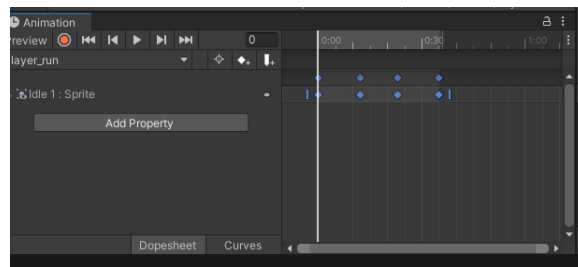 Animation
review 0 0:00 0:30 1:00
layer_run
Idle 1 : Sprite
Add Property
Dopesheet Curves